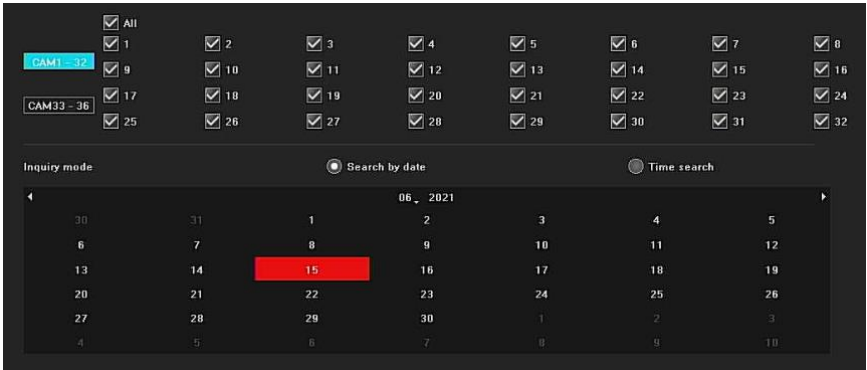 All
1 2 3 4 5 6 7 8
CAM1 - 32
9 10 11 12 13 14 15 16
17 18 19 20 21 22 23 24
CAM33 - 36
25 26 27 28 29 30 31 32
Inquiry mode Search by date Time search
06 2021
30 31 1 2 3 4 5
6 7 8 9 10 11 12
13 14 15 16 17 18 19
20 21 22 23 24 25 26
27 28 29 30 1 2 3
4 5 6 7 8 9 10